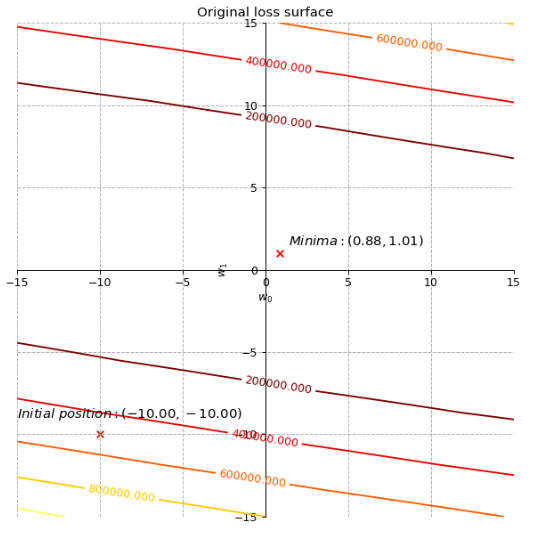 Original loss surface
15
600000.000
400000.000
10
200000.000
5
Minima: (0.88, 1.01)
w₁
0
−15 −10 −5 0 5 10 15
w₀
−5
200000.000
Initial position: (−10.00, −10.00)
−10
400000.000
600000.000
800000.000
−15